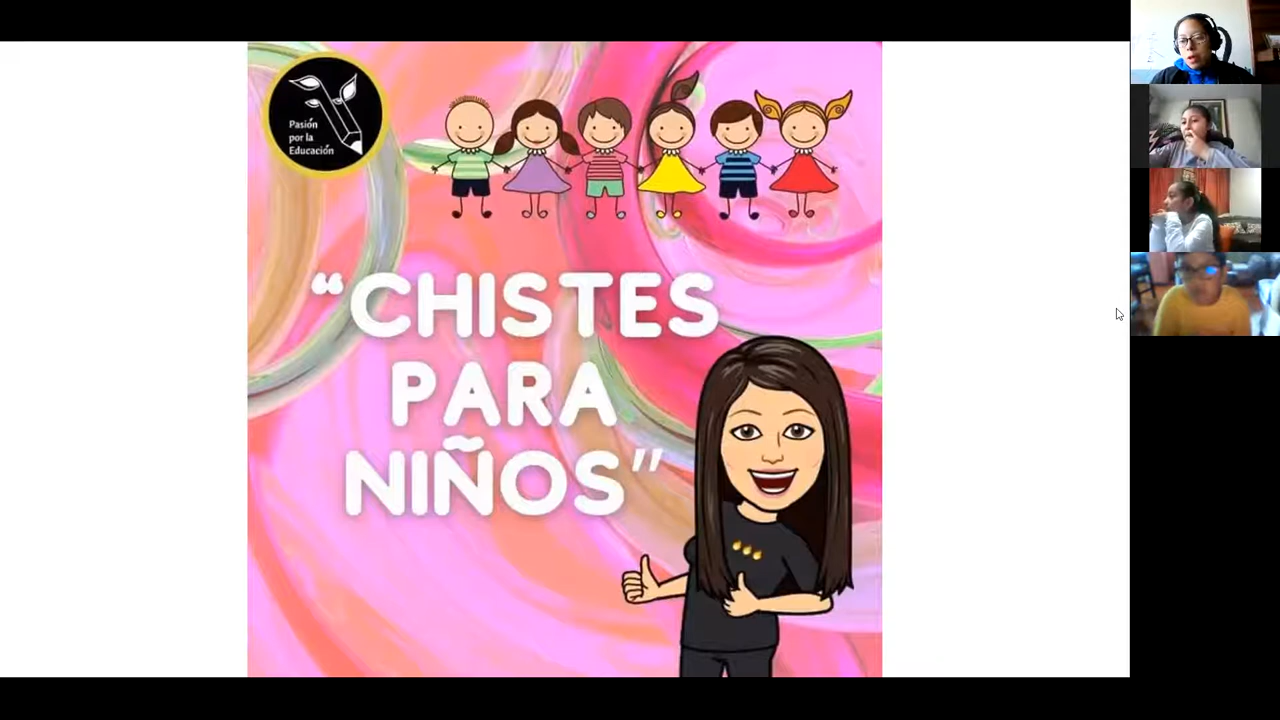 Pasión
por la
Educación
“CHISTES
PARA
NIÑOS”